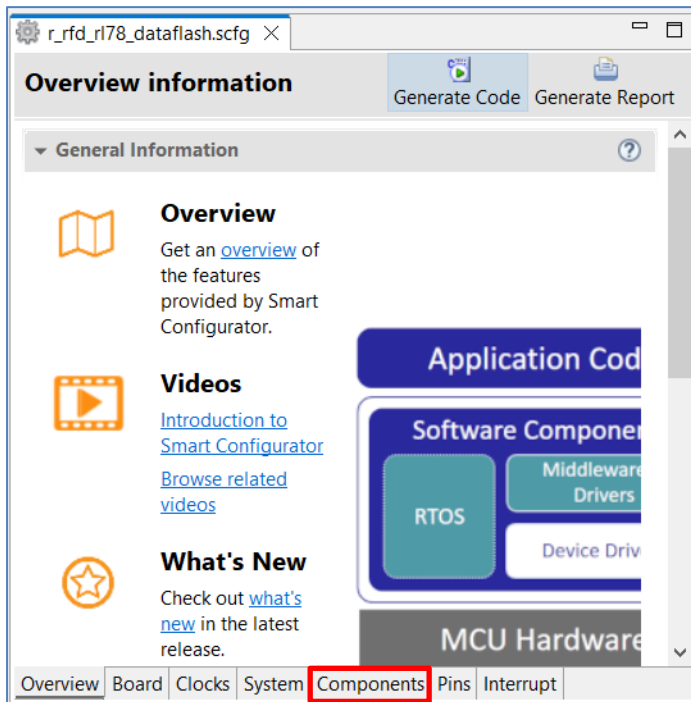 r_rfd_rl78_dataflash.scfg
Overview information
Generate Code
Generate Report
General Information
Overview
Get an overview of
the features
provided by Smart
Configurator.
Videos
Introduction to
Smart Configurator
Browse related
videos
What's New
Check out what's
new in the latest
release.
Application Cod
Software Componer
RTOS
Middleware
Drivers
Device Driv
MCU Hardware
Overview Board Clocks System Components Pins Interrupt